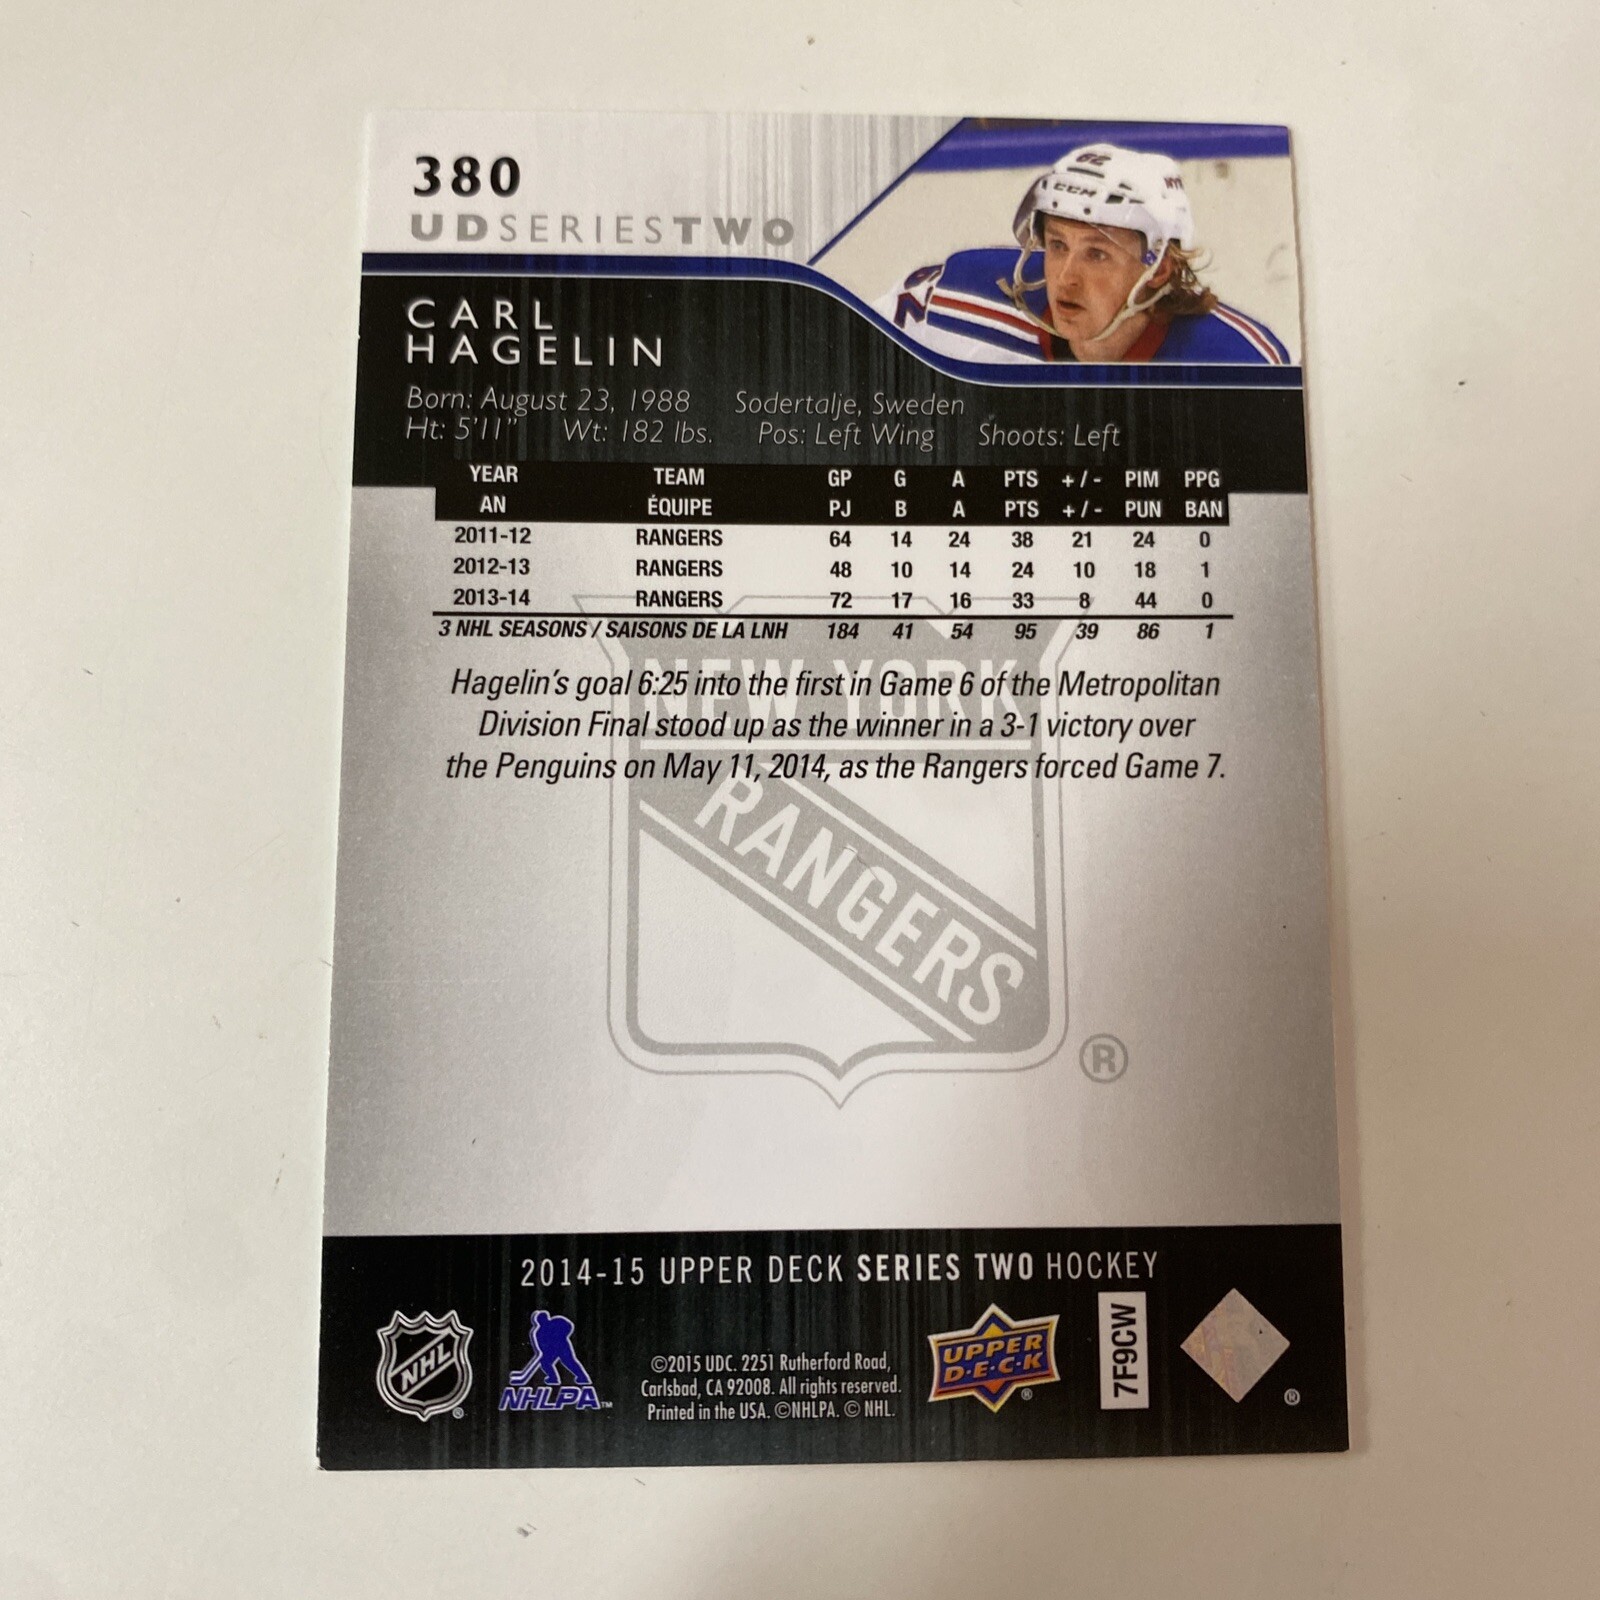 380
UD SERIES TWO
62
CCM
NYR
CARL
HAGELIN
Born: August 23, 1988 Sodertalje, Sweden
Ht: 5'11" Wt: 182 lbs. Pos: Left Wing Shoots: Left
YEAR TEAM GP G A PTS +/- PIM PPG
AN ÉQUIPE PJ B A PTS +/- PUN BAN
2011-12 RANGERS 64 14 24 38 21 24 0
2012-13 RANGERS 48 10 14 24 10 18 1
2013-14 RANGERS 72 17 16 33 8 44 0
3 NHL SEASONS / SAISONS DE LA LNH 184 41 54 95 39 86 1
Hagelin's goal 6:25 into the first in Game 6 of the Metropolitan
Division Final stood up as the winner in a 3-1 victory over
the Penguins on May 11, 2014, as the Rangers forced Game 7.
NEW YORK
RANGERS
®
2014-15 UPPER DECK SERIES TWO HOCKEY
NHL ®
NHLPA ™
©2015 UDC. 2251 Rutherford Road,
Carlsbad, CA 92008. All rights reserved.
Printed in the USA. ©NHLPA. © NHL.
UPPER
D·E·C·K
®
7F9CW
®